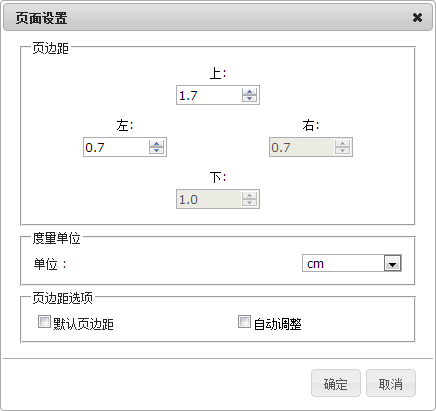 页面设置
页边距
上:
1.7
左:
右:
0.7
0.7
下:
1.0
度量单位
单位：
cm
页边距选项
默认页边距
自动调整
确定
取消